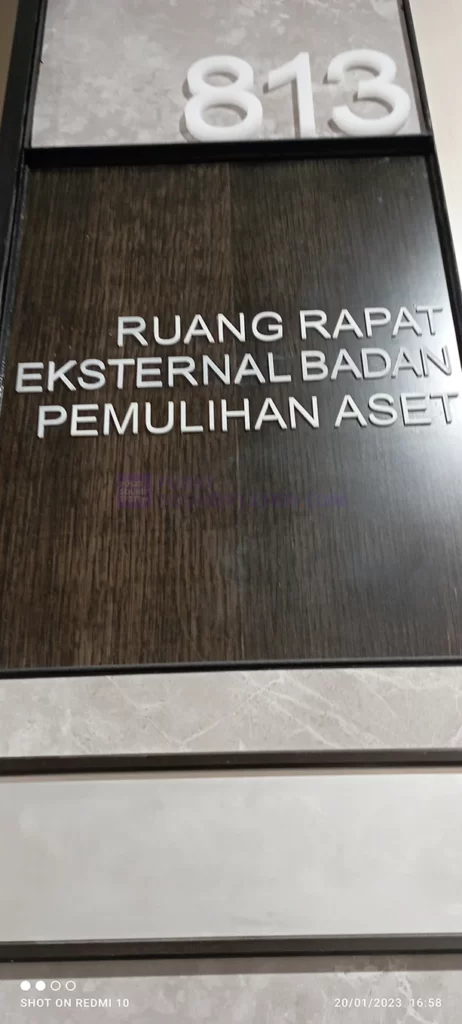 813
RUANG RAPAT
EKSTERNAL BADAN
PEMULIHAN ASET
SHOT ON REDMI 10
20/01/2023 16:58